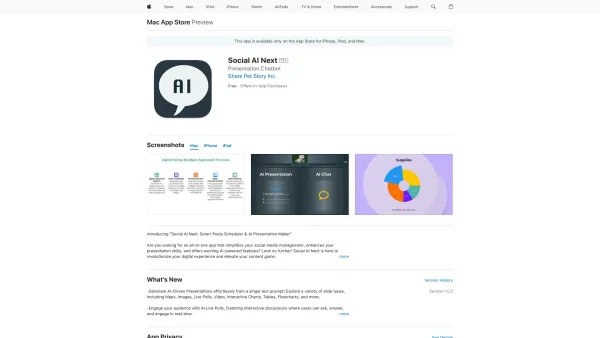 Store Mac iPad iPhone Watch AirPods TV & Home Entertainment Accessories Support
Mac App Store Preview
This app is available only on the App Store for iPhone, iPad, and Mac.
Social AI Next 17+
Presentation Chatbot
Share Pet Story Inc
Free · Offers In-App Purchases
AI
Screenshots Mac iPhone iPad
Optimizing Budget Approval Process
AI Presentation
AI Chat
Supplies
Introducing "Social AI Next: Smart Posts Scheduler & AI Presentation Maker"
Are you looking for an all-in-one app that simplifies your social media management, enhances your
presentation skills, and offers exciting AI-powered features? Look no further! Social AI Next is here to
revolutionize your digital experience and elevate your content game.
more
What's New
Version History
-Generate AI-Driven Presentations effortlessly from a single text prompt! Explore a variety of slide types,
including Maps, Images, Live Polls, Video, Interactive Charts, Tables, Flowcharts, and more.
Version 1.0.2
-Engage your audience with AI Live Polls, fostering interactive discussions where users can ask, answer,
and engage in real-time.
more
App Privacy
See Details